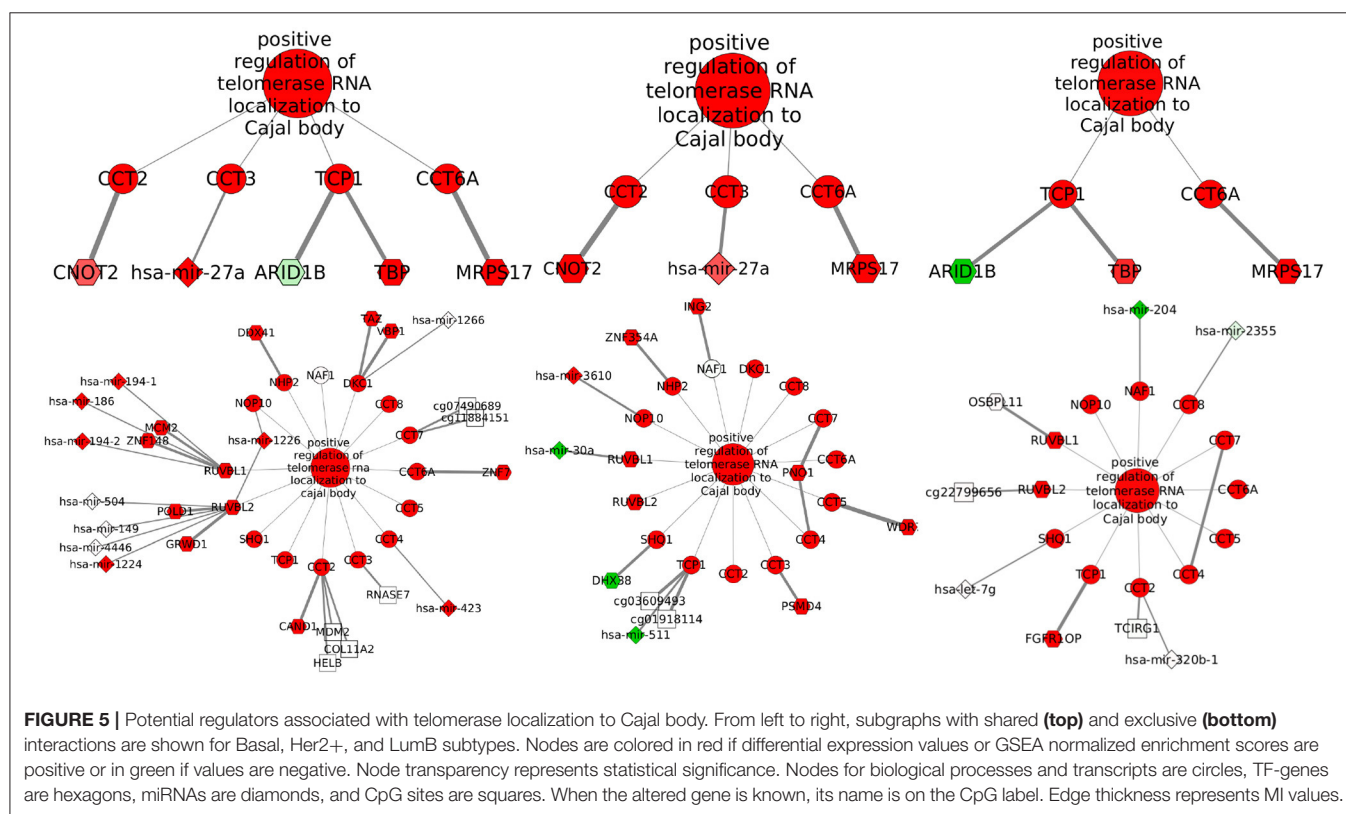 positive
regulation of
telomerase RNA
localization to
Cajal body
CCT2
CCT3
TCP1
CCT6A
CNOT2
hsa-mir-27a
ARID1B
TBP
MRPS17
positive
regulation of
telomerase RNA
localization to
Cajal body
CCT2
CCT3
CCT6A
CNOT2
hsa-mir-27a
MRPS17
positive
regulation of
telomerase RNA
localization to
Cajal body
TCP1
CCT6A
ARID1B
TBP
MRPS17
TAZ
VBP1
hsa-mir-1266
DDX41
NAF1
NHP2
DKC1
hsa-mir-194-1
hsa-mir-186
NOP10
CCT8
cg07490689
cg11884151
MCM2
ZNF148
hsa-mir-194-2
hsa-mir-1226
CCT7
positive
regulation of
telomerase rna
localization to
cajal body
RUVBL1
CCT6A
ZNF7
hsa-mir-504
POLD1
RUVBL2
CCT5
hsa-mir-149
hsa-mir-4446
GRWD1
hsa-mir-1224
SHQ1
CCT4
TCP1
CCT2
CCT3
RNASE7
hsa-mir-423
CAND1
MDM2
COL11A2
HELB
ING2
ZNF354A
NAF1
DKC1
hsa-mir-3610
NHP2
CCT8
NOP10
CCT7
hsa-mir-30a
RUVBL1
positive
regulation of
telomerase RNA
localization to
Cajal body
CCT6A
PNO1
RUVBL2
CCT5
WDR
SHQ1
CCT4
DHX38
TCP1
CCT2
CCT3
cg03609493
cg01918114
PSMD4
hsa-mir-511
hsa-mir-204
hsa-mir-2355
OSBPL11
NOP10
NAF1
CCT8
RUVBL1
CCT7
cg22799656
RUVBL2
positive
regulation of
telomerase RNA
localization to
Cajal body
CCT6A
SHQ1
CCT5
hsa-let-7g
TCP1
CCT2
CCT4
TCIRG1
FGFR1OP
hsa-mir-320b-1
FIGURE 5 | Potential regulators associated with telomerase localization to Cajal body. From left to right, subgraphs with shared (top) and exclusive (bottom)
interactions are shown for Basal, Her2+, and LumB subtypes. Nodes are colored in red if differential expression values or GSEA normalized enrichment scores are
positive or in green if values are negative. Node transparency represents statistical significance. Nodes for biological processes and transcripts are circles, TF-genes
are hexagons, miRNAs are diamonds, and CpG sites are squares. When the altered gene is known, its name is on the CpG label. Edge thickness represents MI values.